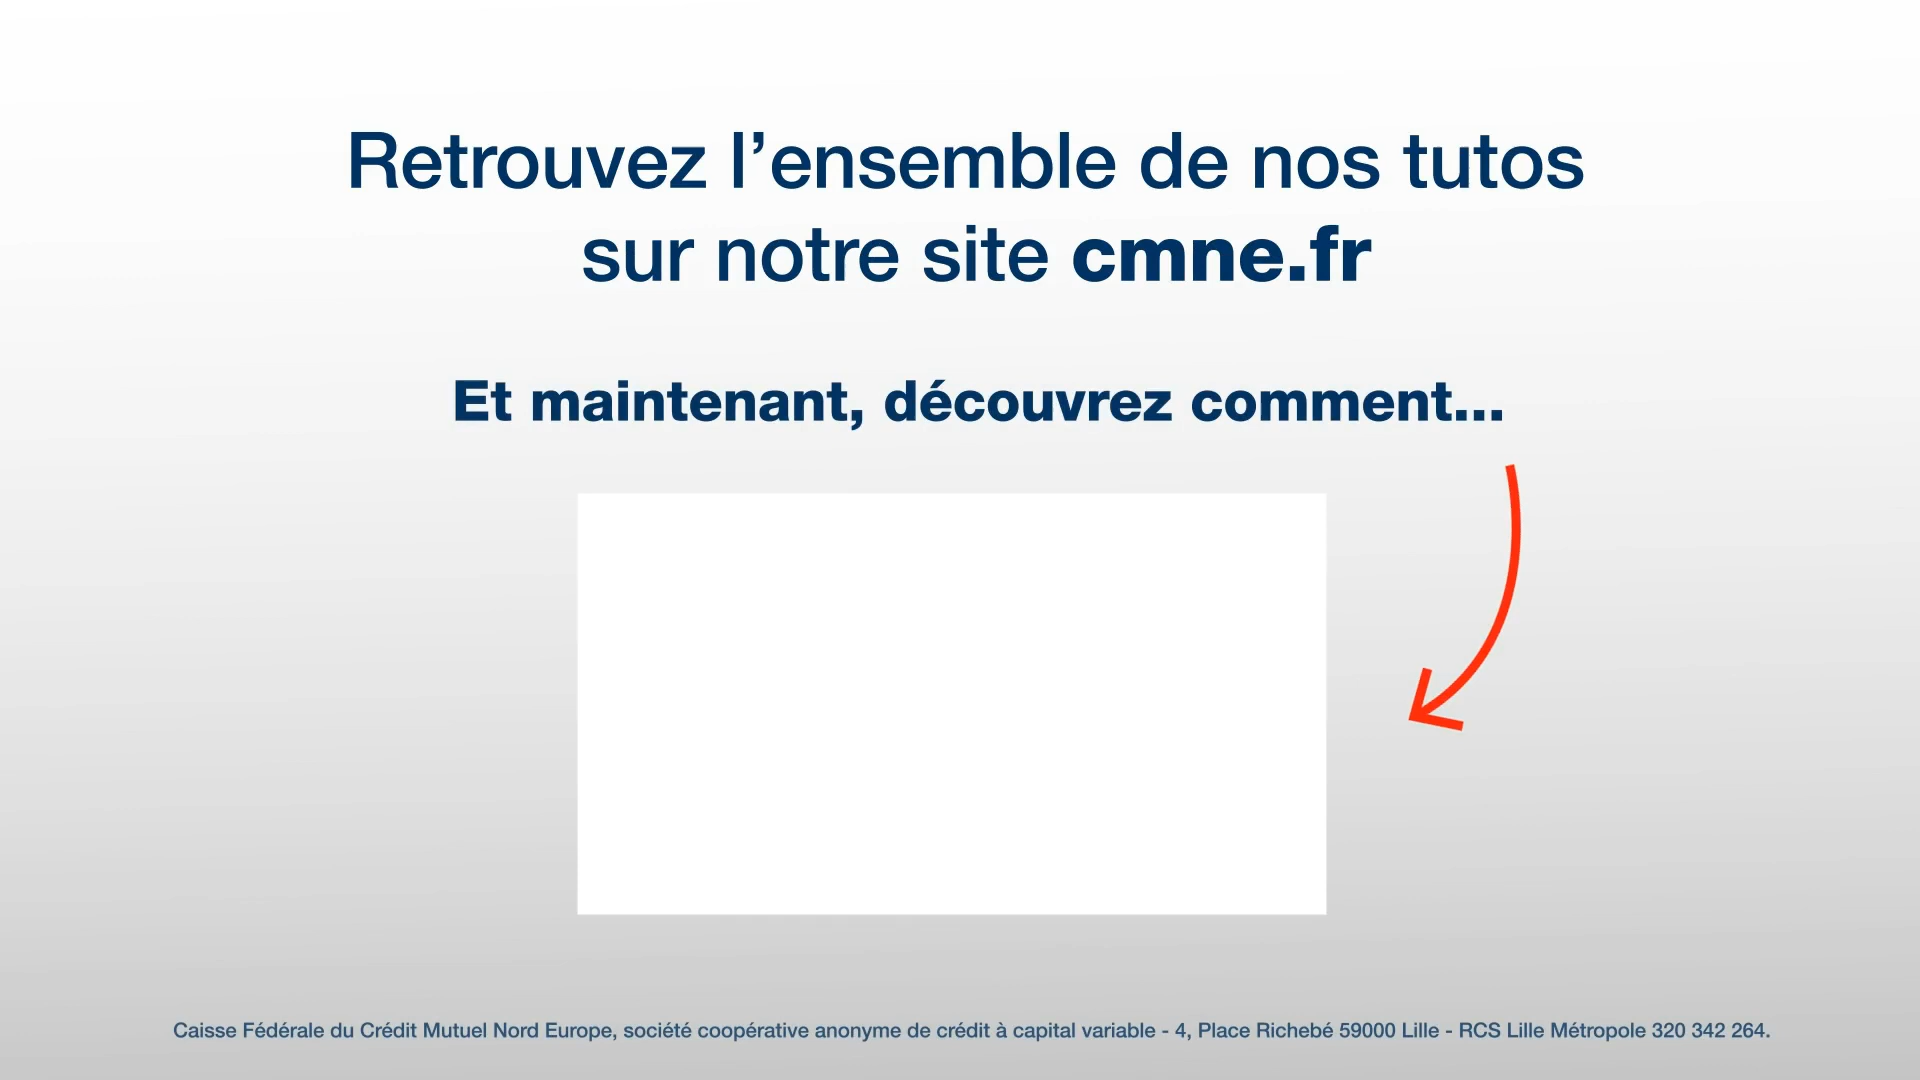 Retrouvez l’ensemble de nos tutos
sur notre site cmne.fr
Et maintenant, découvrez comment...
Caisse Fédérale du Crédit Mutuel Nord Europe, société coopérative anonyme de crédit à capital variable - 4, Place Richebé 59000 Lille - RCS Lille Métropole 320 342 264.